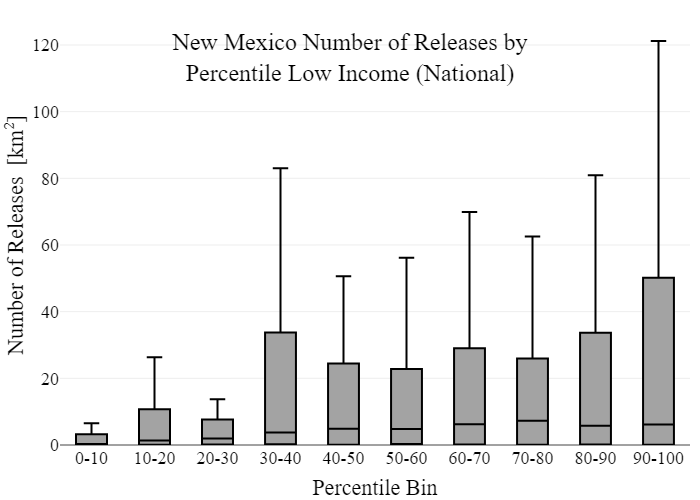 New Mexico Number of Releases by
Percentile Low Income (National)
Number of Releases [km²]
120
100
80
60
40
20
0
0-10 10-20 20-30 30-40 40-50 50-60 60-70 70-80 80-90 90-100
Percentile Bin